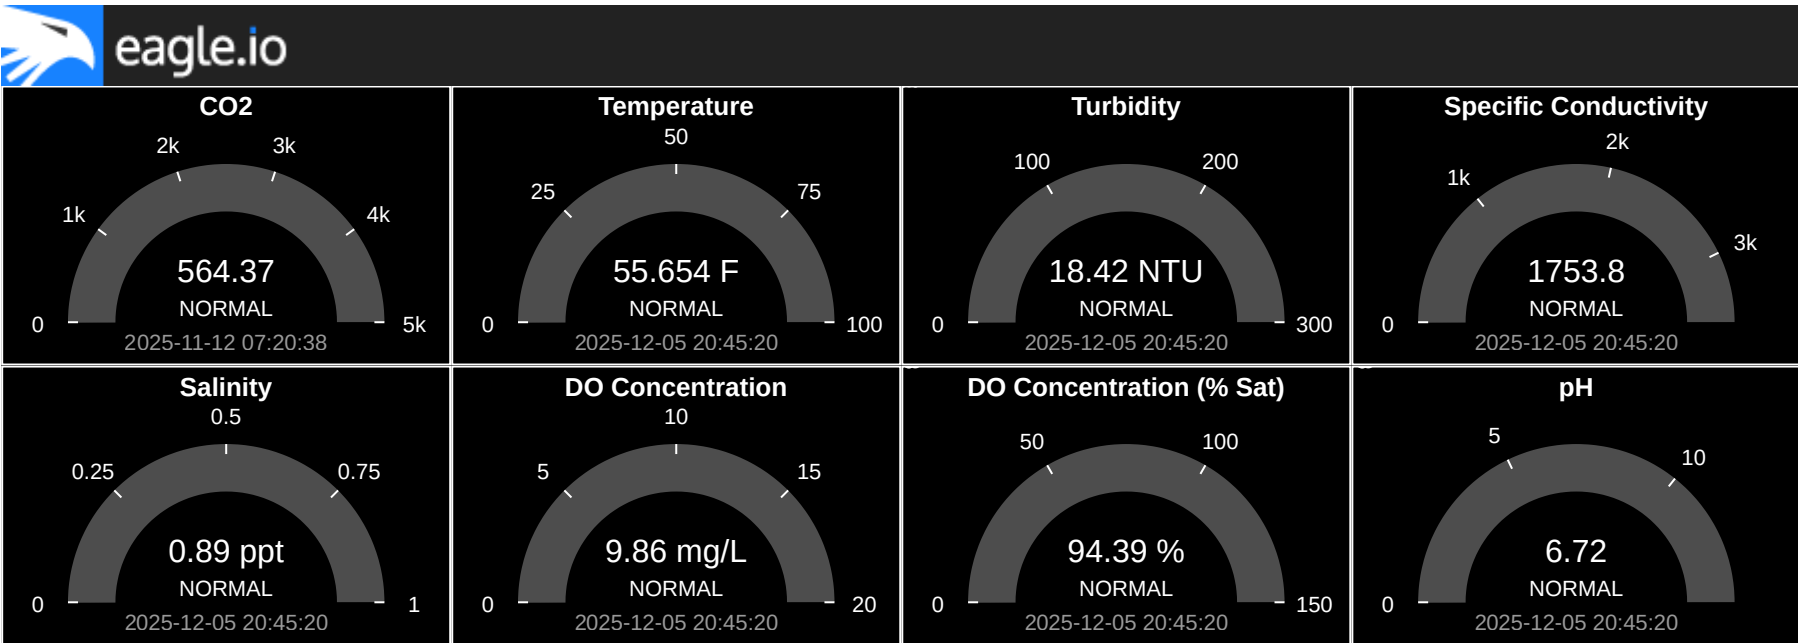 eagle.io
CO2
2k
3k
1k
4k
564.37
NORMAL
0
5k
2025-11-12 07:20:38
Temperature
50
25
75
55.654 F
NORMAL
0
100
2025-12-05 20:45:20
Turbidity
100
200
18.42 NTU
NORMAL
0
300
2025-12-05 20:45:20
Specific Conductivity
2k
1k
3k
1753.8
NORMAL
0
2025-12-05 20:45:20
Salinity
0.5
0.25
0.75
0.89 ppt
NORMAL
0
1
2025-12-05 20:45:20
DO Concentration
10
5
15
9.86 mg/L
NORMAL
0
20
2025-12-05 20:45:20
DO Concentration (% Sat)
50
100
94.39 %
NORMAL
0
150
2025-12-05 20:45:20
pH
5
10
6.72
NORMAL
0
2025-12-05 20:45:20